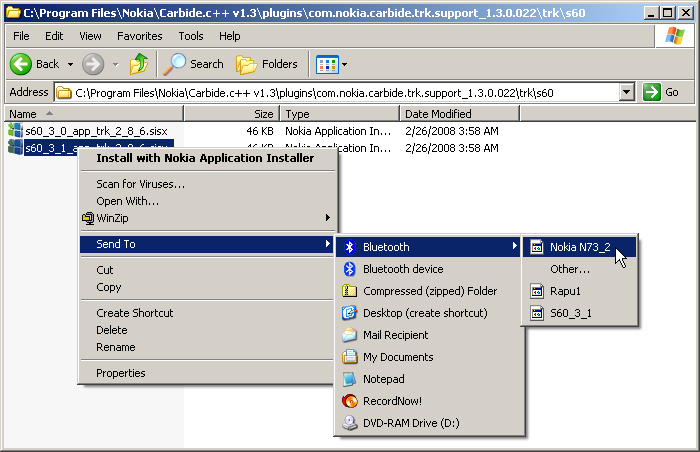 C:\Program Files\Nokia\Carbide.c++ v1.3\plugins\com.nokia.carbide.trk.support_1.3.0.022\trk\s60
File Edit View Favorites Tools Help
Back Search Folders
Address C:\Program Files\Nokia\Carbide.c++ v1.3\plugins\com.nokia.carbide.trk.support_1.3.0.022\trk\s60 Go
Name Size Type Date Modified
s60_3_0_app_trk_2_8_6.sisx 46 KB Nokia Application In... 2/26/2008 3:58 AM
s60_3_1_app_trk_2_8_6.sisx 46 KB Nokia Application In... 2/26/2008 3:58 AM
Install with Nokia Application Installer
Scan for Viruses...
Open With...
WinZip
Send To
Cut
Copy
Create Shortcut
Delete
Rename
Properties
Bluetooth
Bluetooth device
Compressed (zipped) Folder
Desktop (create shortcut)
Mail Recipient
My Documents
Notepad
RecordNow!
DVD-RAM Drive (D:)
Nokia N73_2
Other...
Rapu1
S60_3_1